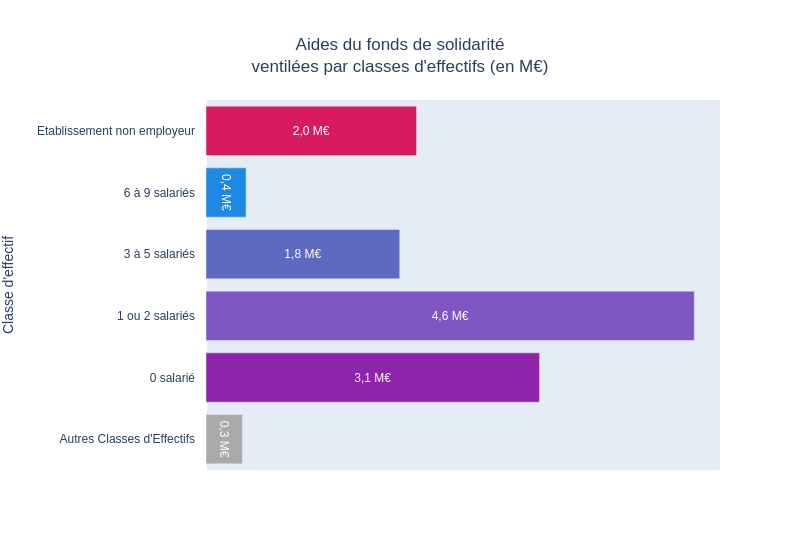 Aides du fonds de solidarité
ventilées par classes d'effectifs (en M€)
Classe d'effectif
Etablissement non employeur
2,0 M€
6 à 9 salariés
0,4 M€
3 à 5 salariés
1,8 M€
1 ou 2 salariés
4,6 M€
0 salarié
3,1 M€
Autres Classes d'Effectifs
0,3 M€